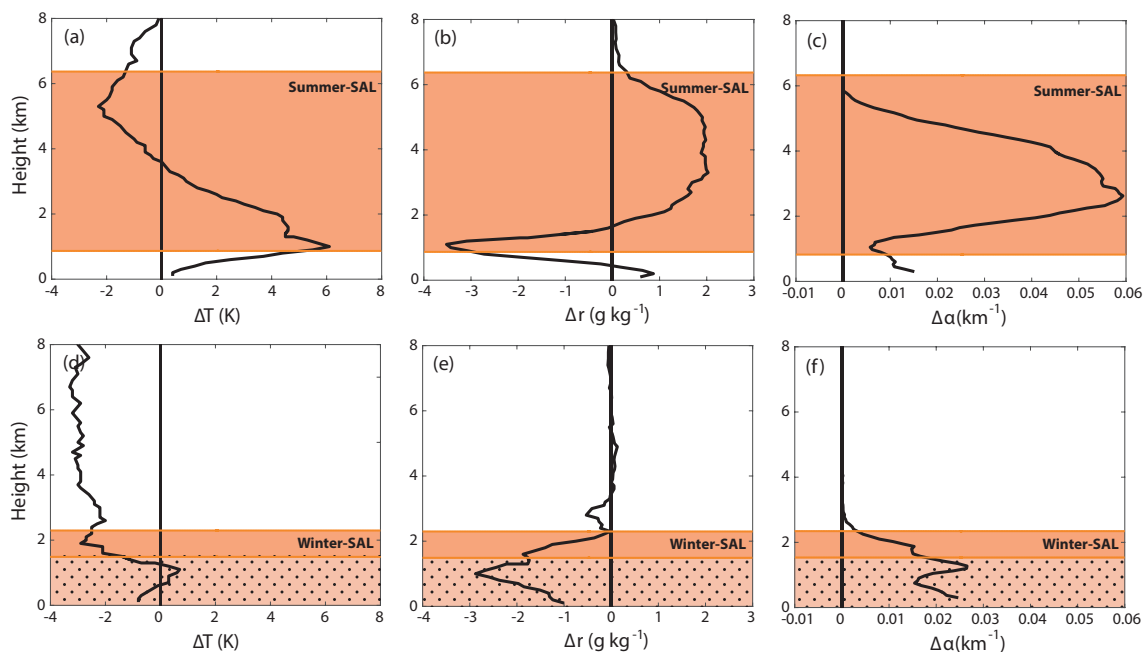 (a)
(b)
(c)
Summer-SAL
Summer-SAL
Summer-SAL
Height (km)
8
6
4
2
0
8
6
4
2
0
8
6
4
2
0
-4 -2 0 2 4 6 8
-4 -3 -2 -1 0 1 2 3
-0.01 0 0.01 0.02 0.03 0.04 0.05 0.06
ΔT (K)
Δr (g kg⁻¹)
Δα(km⁻¹)
(d)
(e)
(f)
Winter-SAL
Winter-SAL
Winter-SAL
Height (km)
8
6
4
2
0
8
6
4
2
0
8
6
4
2
0
-4 -2 0 2 4 6 8
-4 -3 -2 -1 0 1 2 3
-0.01 0 0.01 0.02 0.03 0.04 0.05 0.06
ΔT (K)
Δr (g kg⁻¹)
Δα(km⁻¹)